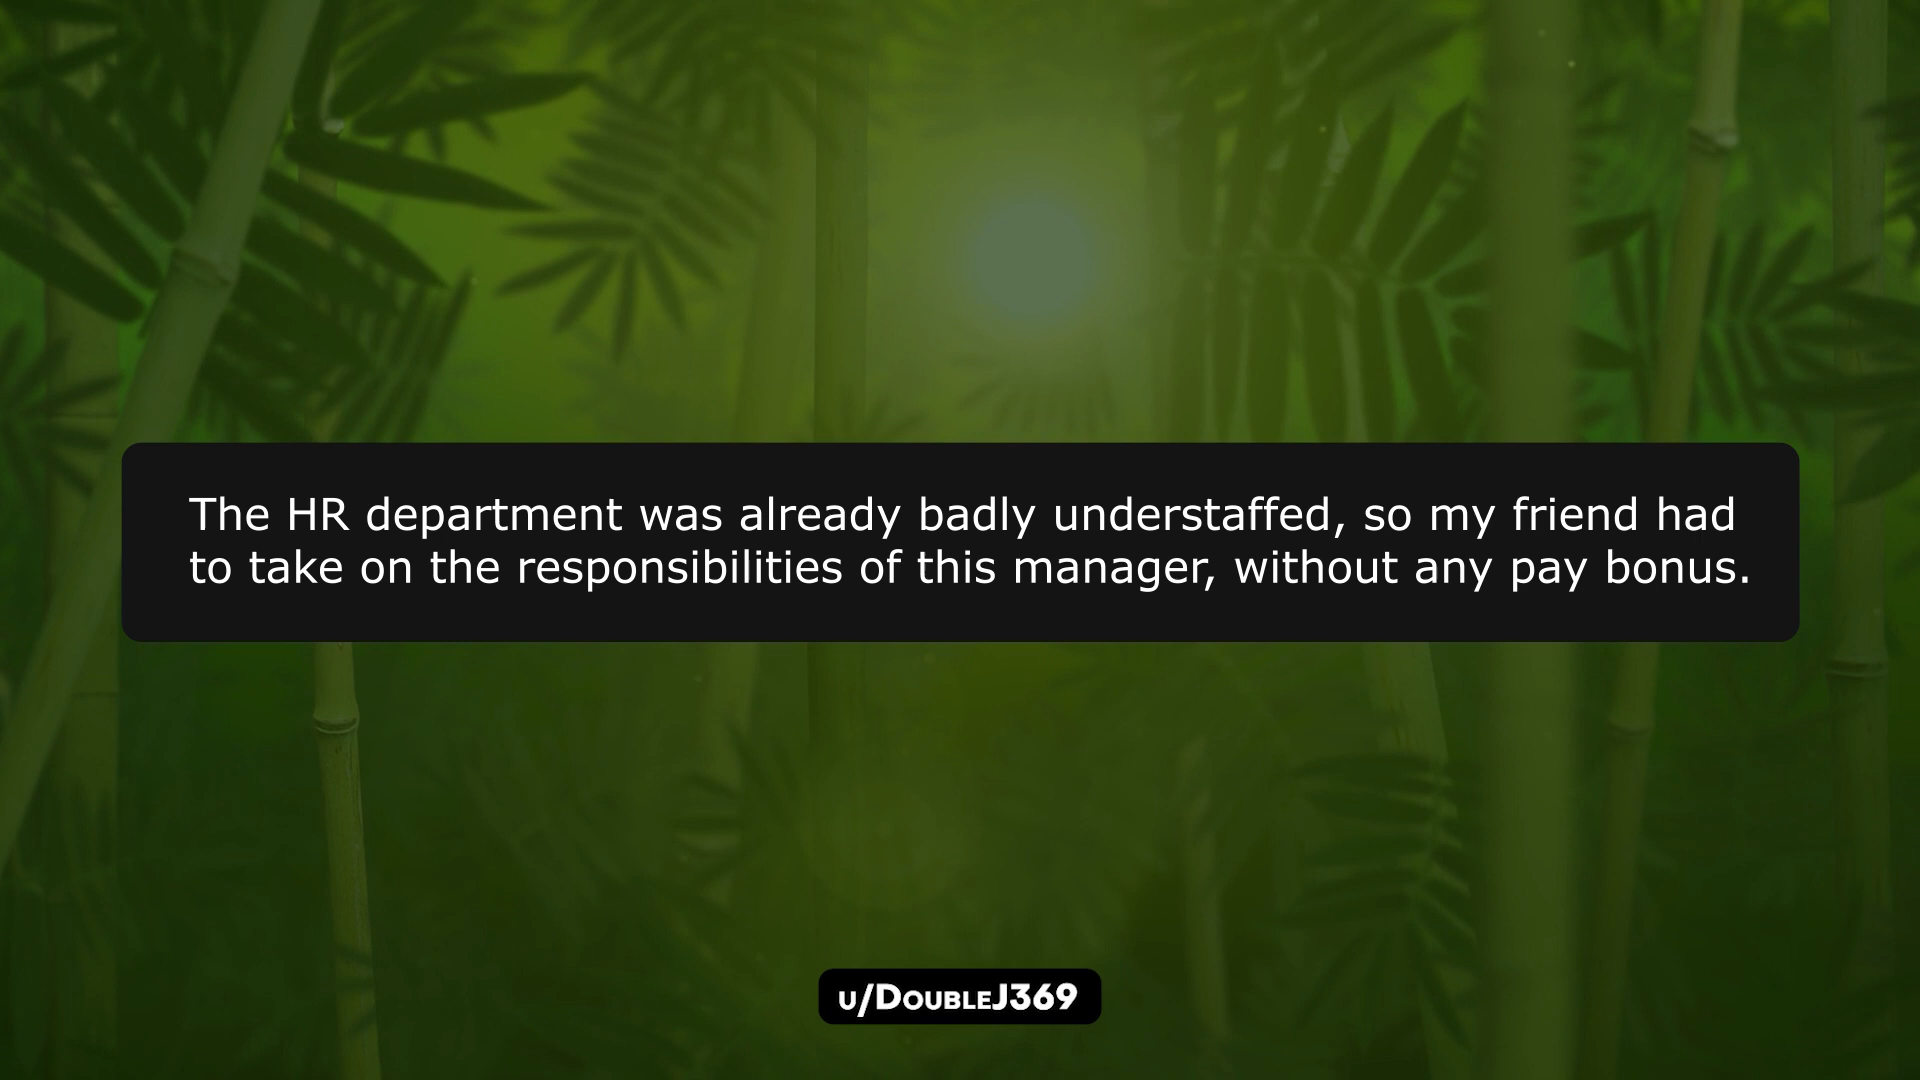 The HR department was already badly understaffed, so my friend had
to take on the responsibilities of this manager, without any pay bonus.
u/DoubleJ369